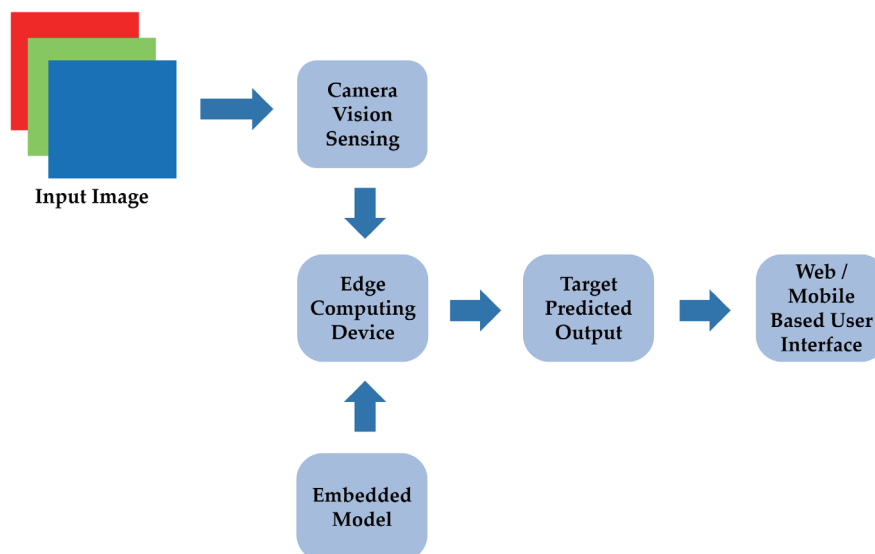 Input Image
Camera
Vision
Sensing
Edge
Computing
Device
Target
Predicted
Output
Web /
Mobile
Based User
Interface
Embedded
Model